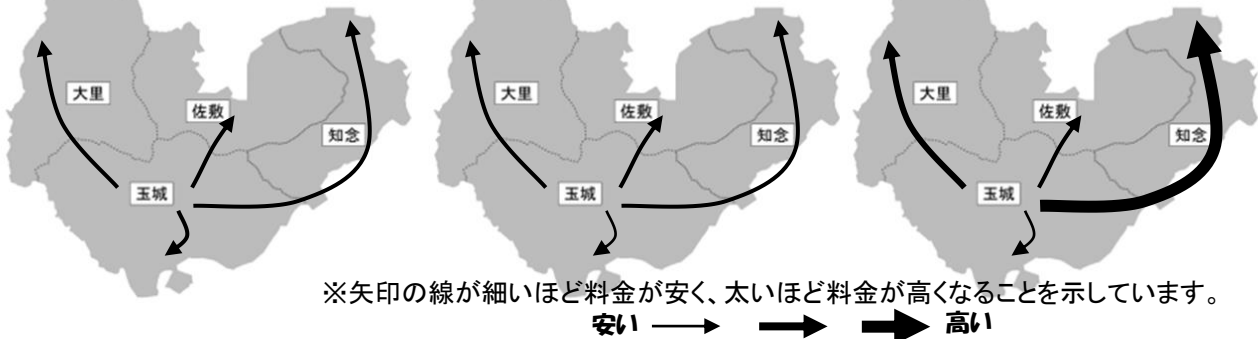 大里
佐敷
知念
玉城
大里
佐敷
知念
玉城
大里
佐敷
知念
玉城
※矢印の線が細いほど料金が安く、太いほど料金が高くなることを示しています。
安い 高い